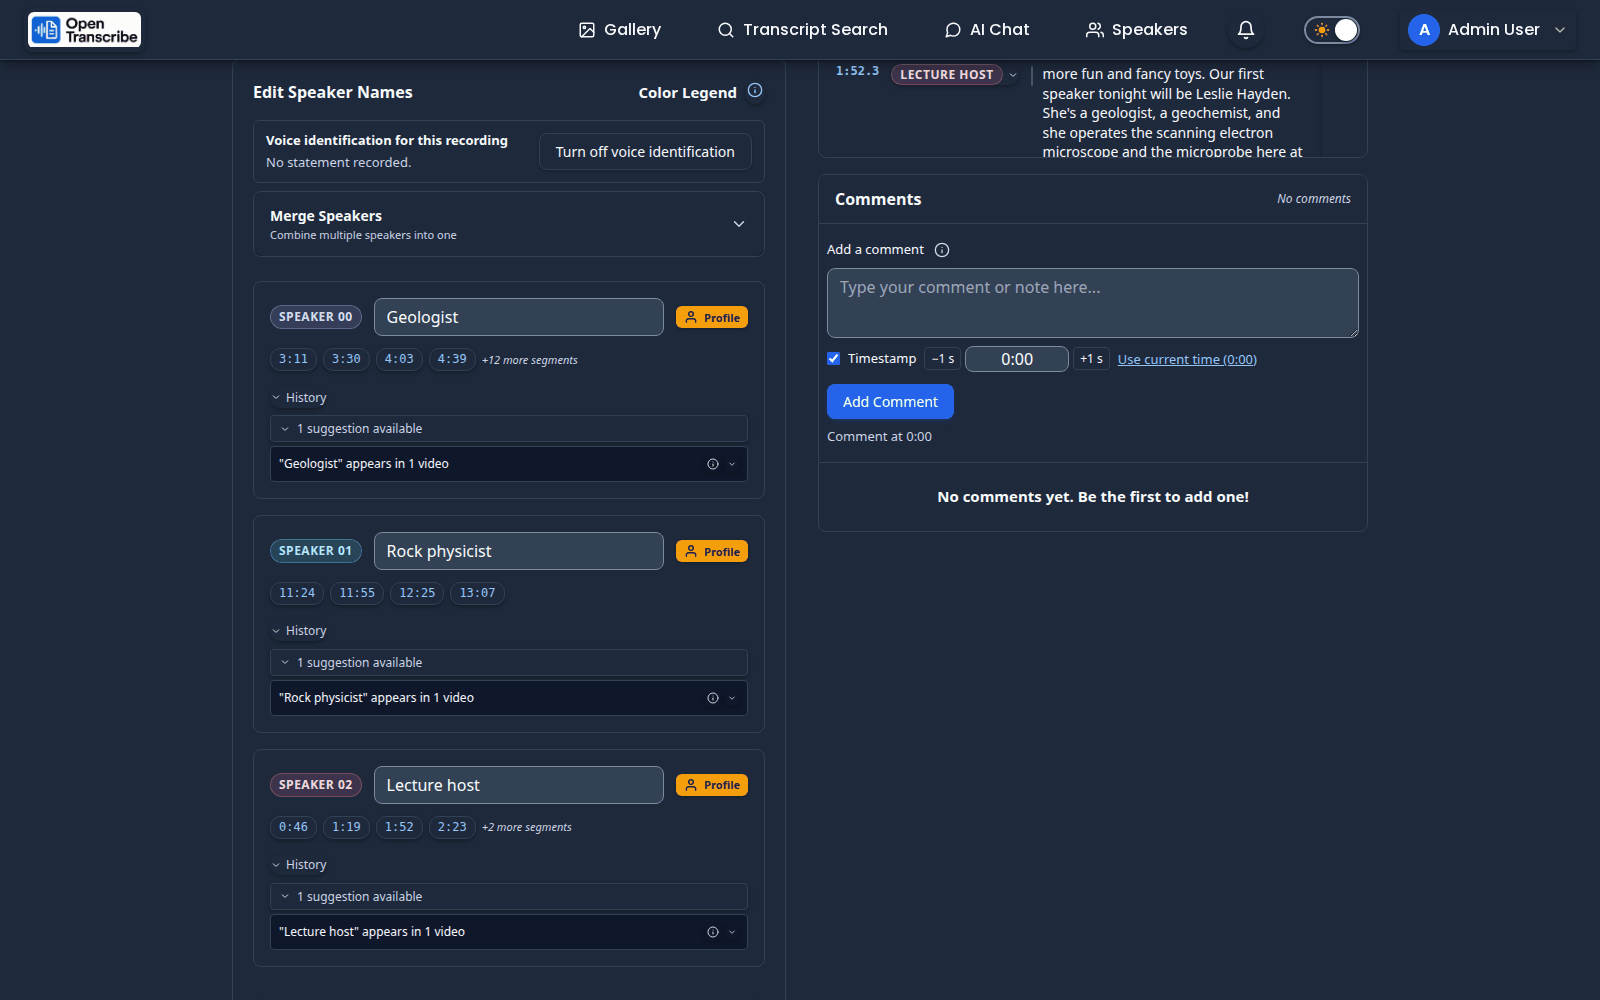 Open
Transcribe
Gallery
Transcript Search
AI Chat
Speakers
A
Admin User
Edit Speaker Names
Color Legend
Voice identification for this recording
No statement recorded.
Turn off voice identification
Merge Speakers
Combine multiple speakers into one
SPEAKER 00
Geologist
Profile
3:11
3:30
4:03
4:39
+12 more segments
History
1 suggestion available
"Geologist" appears in 1 video
SPEAKER 01
Rock physicist
Profile
11:24
11:55
12:25
13:07
History
1 suggestion available
"Rock physicist" appears in 1 video
SPEAKER 02
Lecture host
Profile
0:46
1:19
1:52
2:23
+2 more segments
History
1 suggestion available
"Lecture host" appears in 1 video
1:52.3
LECTURE HOST
more fun and fancy toys. Our first
speaker tonight will be Leslie Hayden.
She's a geologist, a geochemist, and
she operates the scanning electron
microscope and the microprobe here at
Comments
No comments
Add a comment
Type your comment or note here...
Timestamp
−1 s
0:00
+1 s
Use current time (0:00)
Add Comment
Comment at 0:00
No comments yet. Be the first to add one!